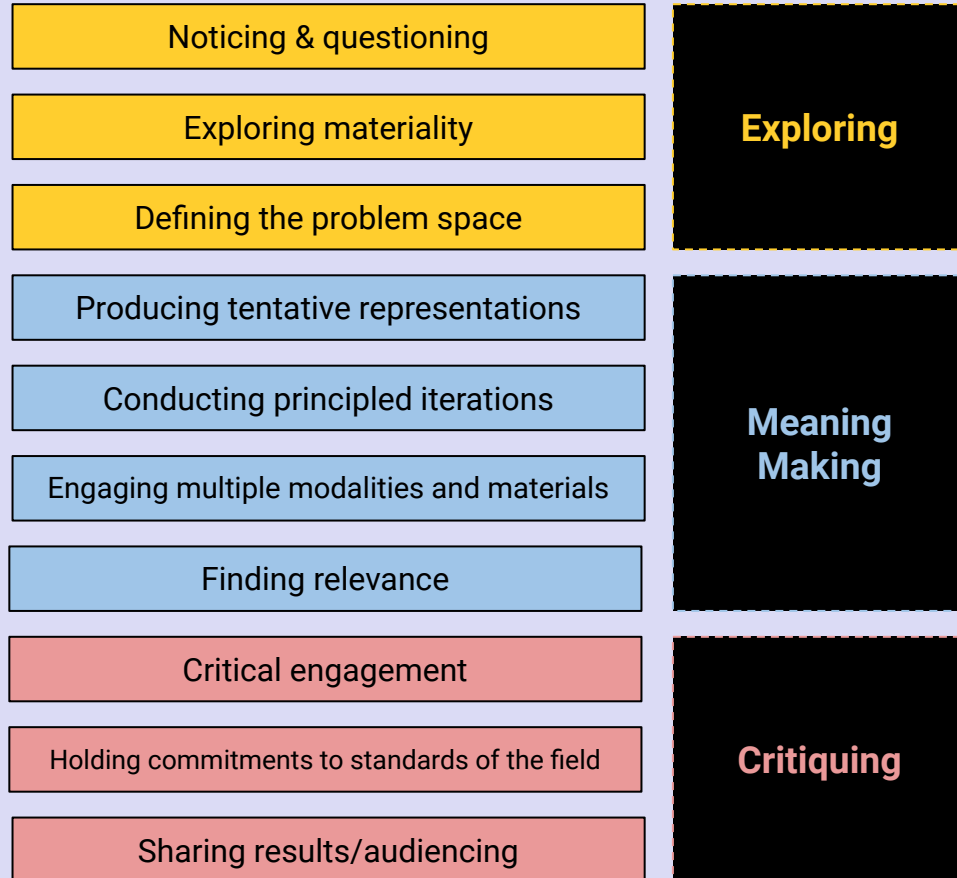 Noticing & questioning
Exploring materiality
Defining the problem space
Exploring
Producing tentative representations
Conducting principled iterations
Engaging multiple modalities and materials
Finding relevance
Meaning
Making
Critical engagement
Holding commitments to standards of the field
Sharing results/audiencing
Critiquing